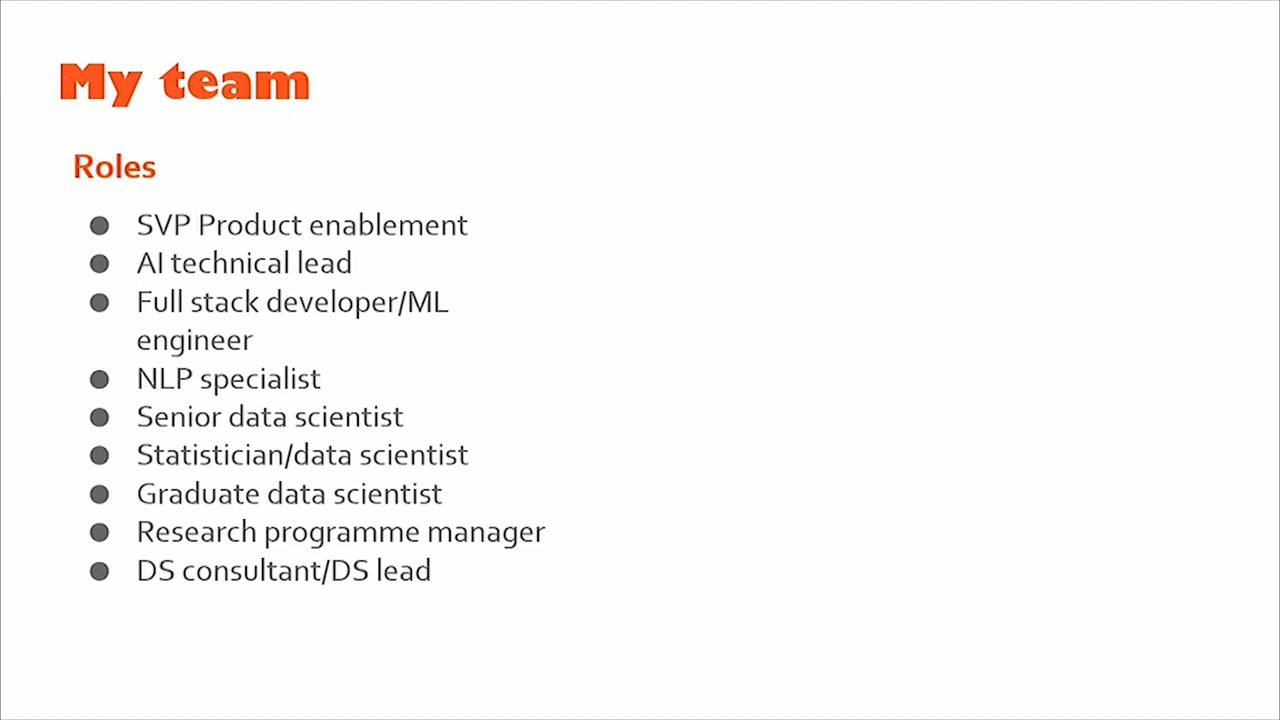 My team
Roles
● SVP Product enablement
● AI technical lead
● Full stack developer/ML
engineer
● NLP specialist
● Senior data scientist
● Statistician/data scientist
● Graduate data scientist
● Research programme manager
● DS consultant/DS lead